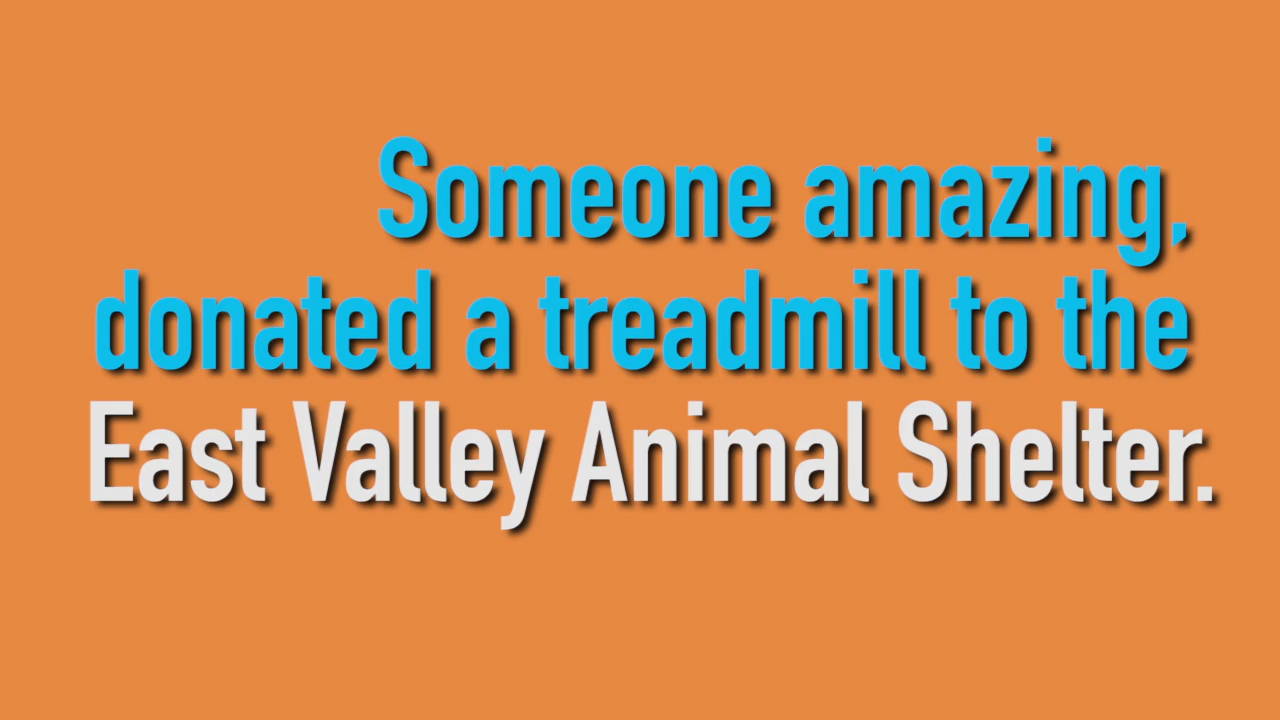 Someone amazing,
donated a treadmill to the
East Valley Animal Shelter.